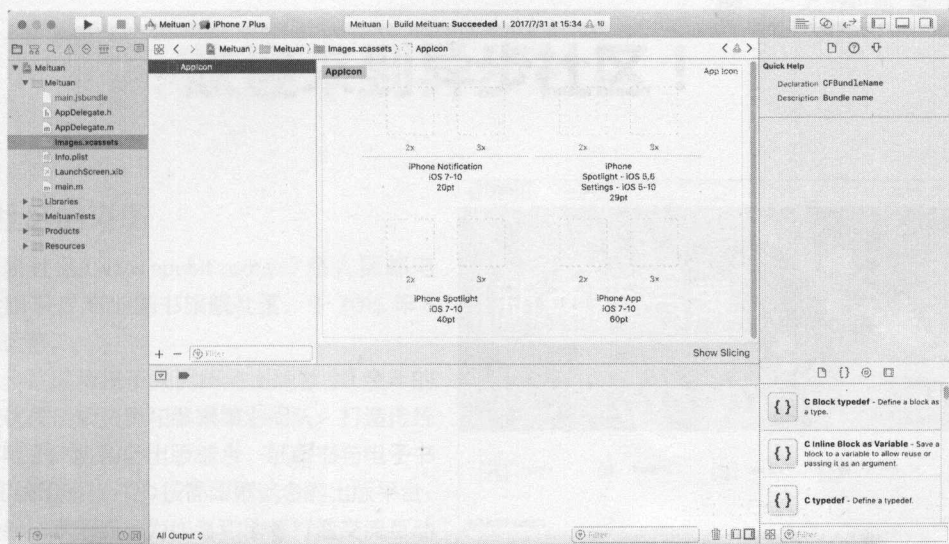 Meituan
iPhone 7 Plus
Meituan | Build Meituan: Succeeded | 2017/7/31 at 15:34
10
Meituan
Meituan
Images.xcassets
AppIcon
Meituan
Meituan
main.jsbundle
AppDelegate.h
AppDelegate.m
Images.xcassets
Info.plist
LaunchScreen.xib
main.m
Libraries
MeituanTests
Products
Resources
AppIcon
AppIcon
App Icon
2x 3x 2x 3x
iPhone Notification
iOS 7-10
20pt
iPhone
Spotlight - iOS 5,6
Settings - iOS 5-10
29pt
2x 3x 2x 3x
iPhone Spotlight
iOS 7-10
40pt
iPhone App
iOS 7-10
60pt
Filter
Show Slicing
All Output
Filter
Quick Help
Declaration CFBundleName
Description Bundle name
{ }
{ } C Block typedef - Define a block as
a type.
{ } C Inline Block as Variable - Save a
block to a variable to allow reuse or
passing it as an argument.
{ } C typedef - Define a typedef.
Filter